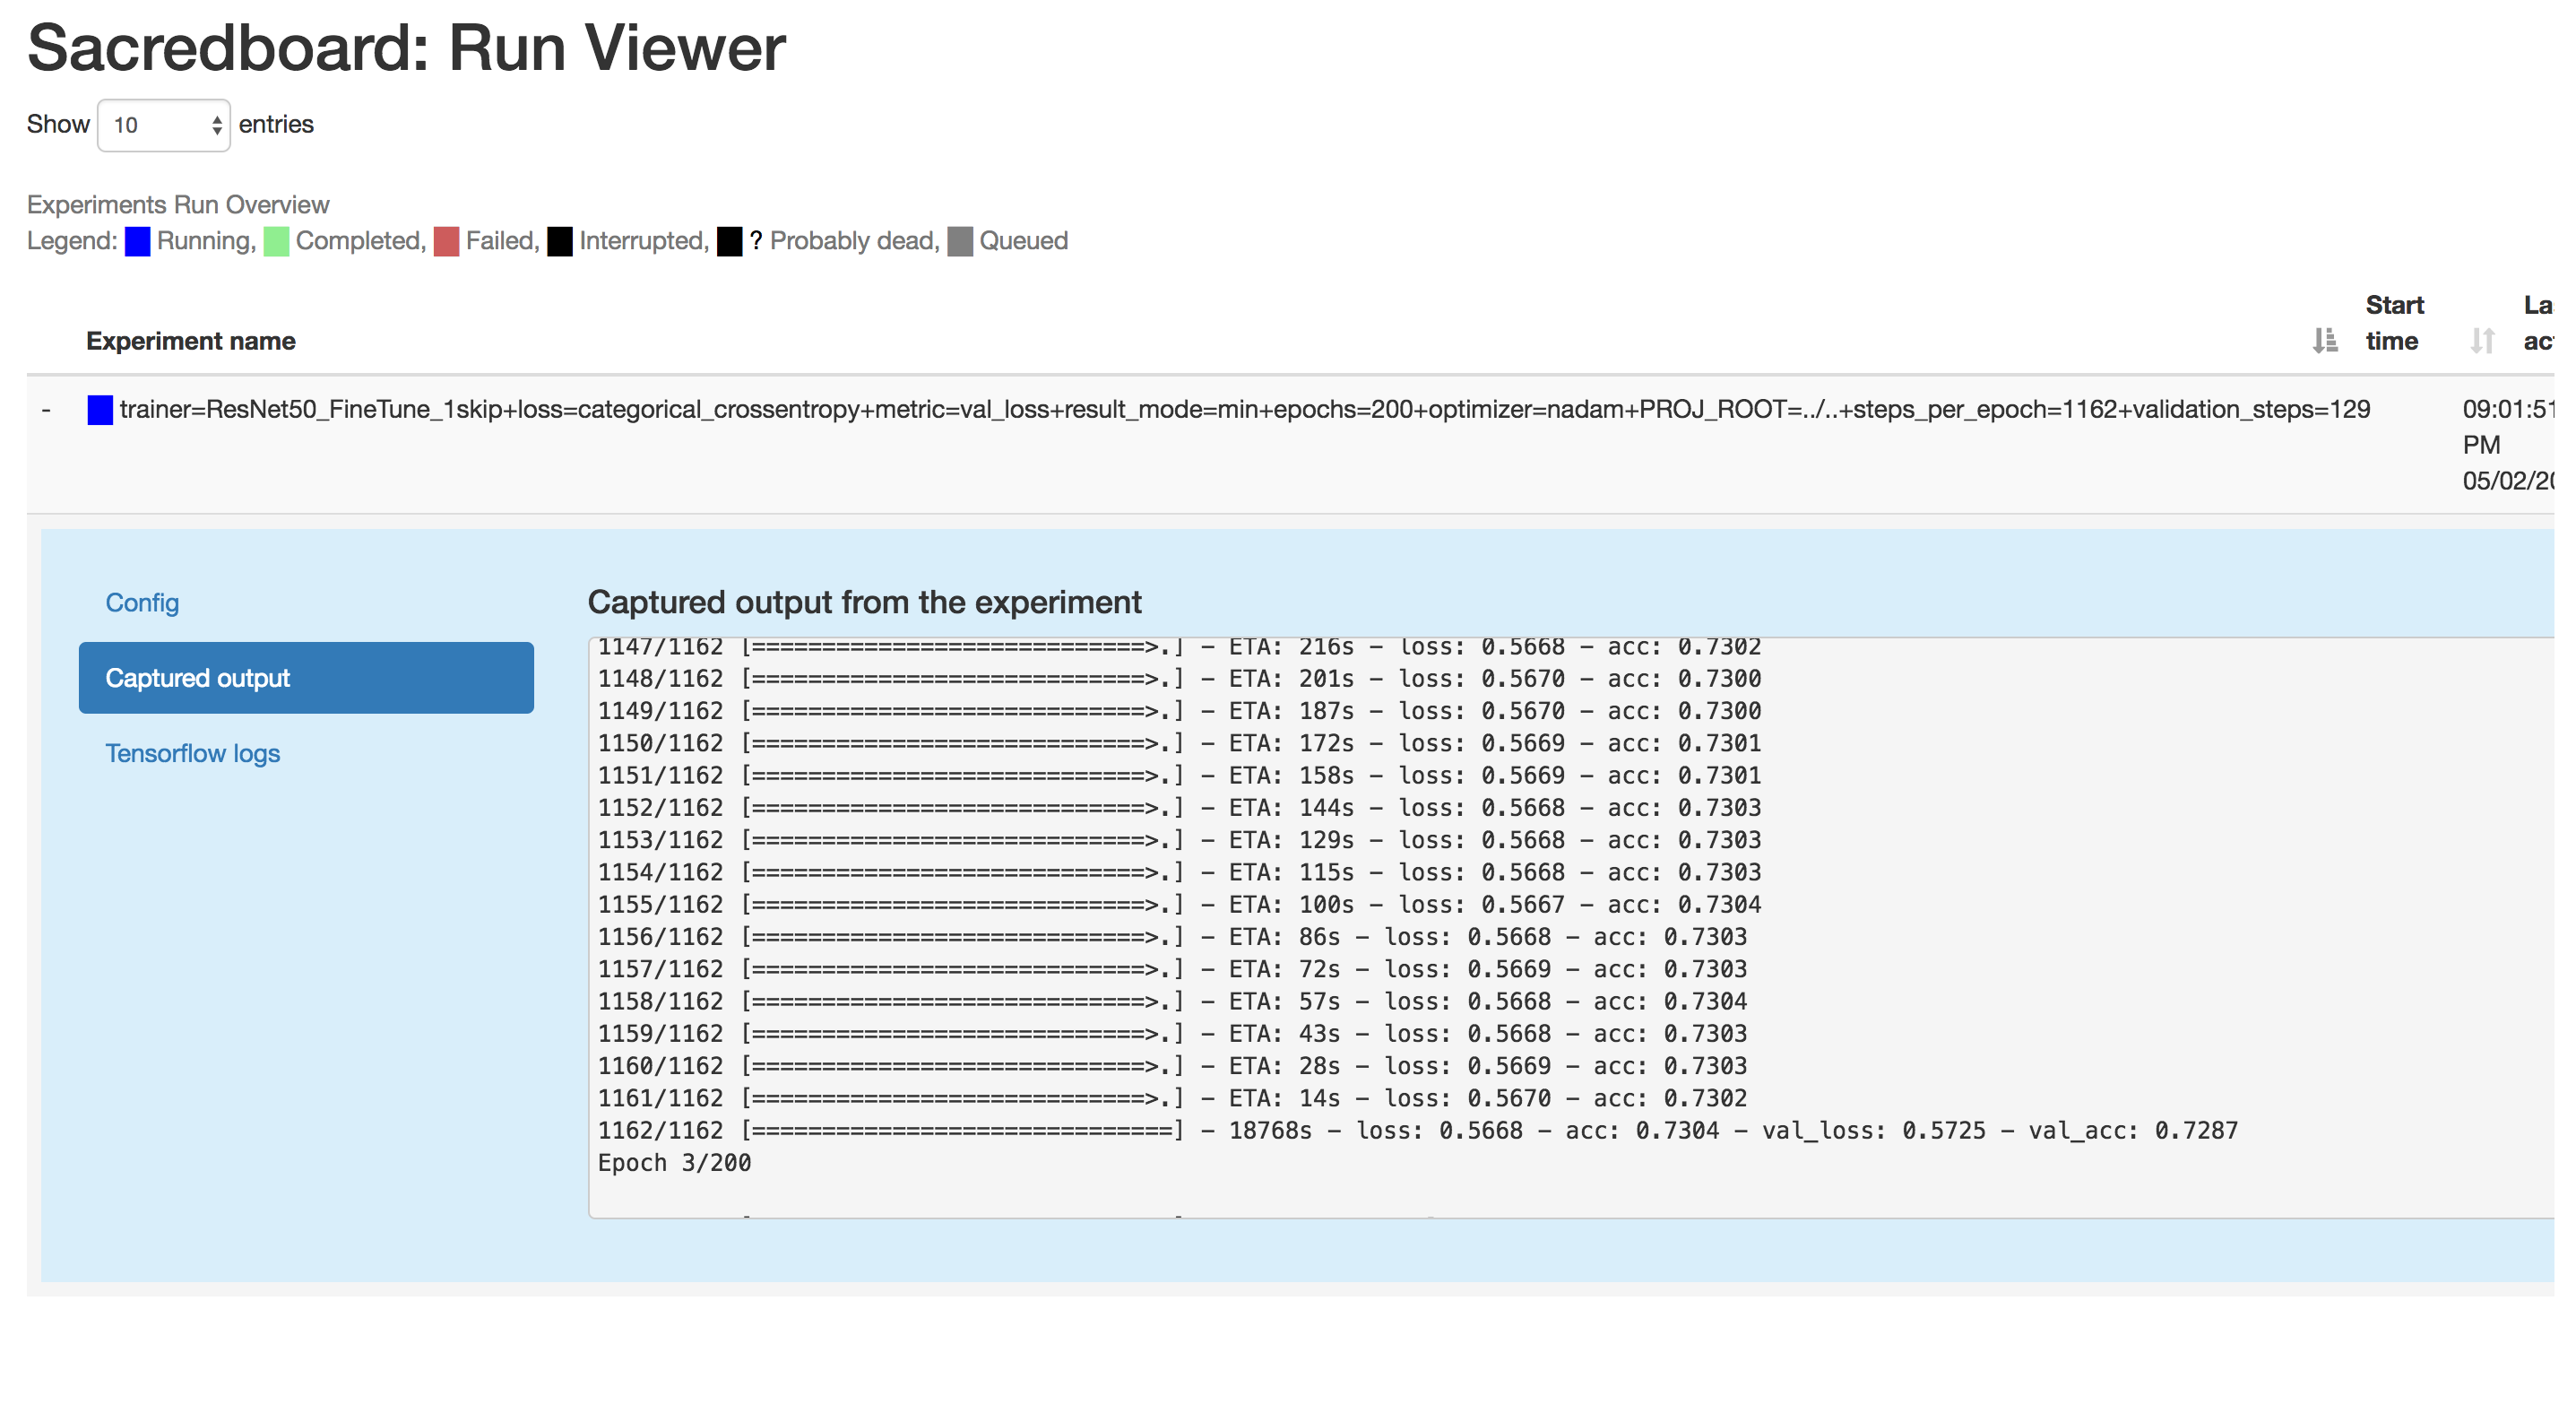 Sacredboard: Run Viewer
Show 10 entries
Experiments Run Overview
Legend: Running, Completed, Failed, Interrupted, ? Probably dead, Queued
Experiment name
Start time
- trainer=ResNet50_FineTune_1skip+loss=categorical_crossentropy+metric=val_loss+result_mode=min+epochs=200+optimizer=nadam+PROJ_ROOT=../..+steps_per_epoch=1162+validation_steps=129
09:01:51
PM
05/02/20
Config
Captured output
Tensorflow logs
Captured output from the experiment
1147/1162 [============================>.] - ETA: 216s - loss: 0.5668 - acc: 0.7302
1148/1162 [============================>.] - ETA: 201s - loss: 0.5670 - acc: 0.7300
1149/1162 [============================>.] - ETA: 187s - loss: 0.5670 - acc: 0.7300
1150/1162 [============================>.] - ETA: 172s - loss: 0.5669 - acc: 0.7301
1151/1162 [============================>.] - ETA: 158s - loss: 0.5669 - acc: 0.7301
1152/1162 [============================>.] - ETA: 144s - loss: 0.5668 - acc: 0.7303
1153/1162 [============================>.] - ETA: 129s - loss: 0.5668 - acc: 0.7303
1154/1162 [============================>.] - ETA: 115s - loss: 0.5668 - acc: 0.7303
1155/1162 [============================>.] - ETA: 100s - loss: 0.5667 - acc: 0.7304
1156/1162 [============================>.] - ETA: 86s - loss: 0.5668 - acc: 0.7303
1157/1162 [============================>.] - ETA: 72s - loss: 0.5669 - acc: 0.7303
1158/1162 [============================>.] - ETA: 57s - loss: 0.5668 - acc: 0.7304
1159/1162 [============================>.] - ETA: 43s - loss: 0.5668 - acc: 0.7303
1160/1162 [============================>.] - ETA: 28s - loss: 0.5669 - acc: 0.7303
1161/1162 [============================>.] - ETA: 14s - loss: 0.5670 - acc: 0.7302
1162/1162 [==============================] - 18768s - loss: 0.5668 - acc: 0.7304 - val_loss: 0.5725 - val_acc: 0.7287
Epoch 3/200